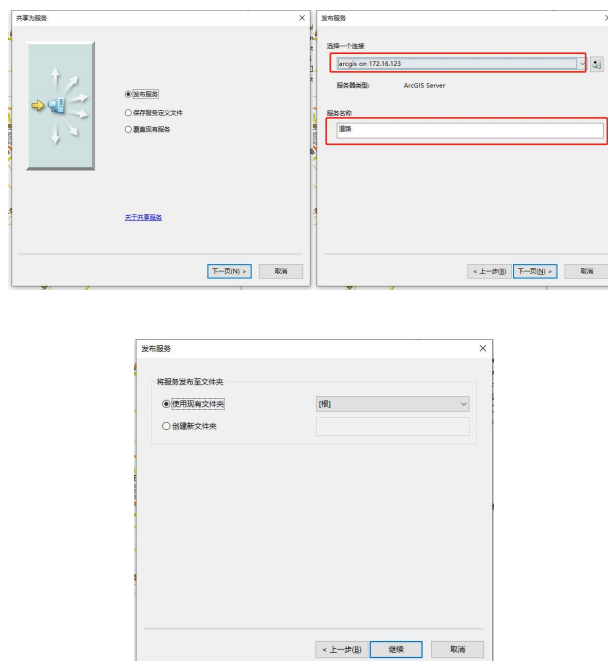 共享为服务
发布服务
保存服务定义文件
覆盖现有服务
关于共享服务
下一页(N) >
取消
发布服务
选择一个连接
arcgis on 172.16.123
服务器类型:
ArcGIS Server
服务名称
道路
< 上一步(B)
下一页(N) >
取消
发布服务
将服务发布至文件夹
使用现有文件夹
[根]
创建新文件夹
< 上一步(B)
继续
取消